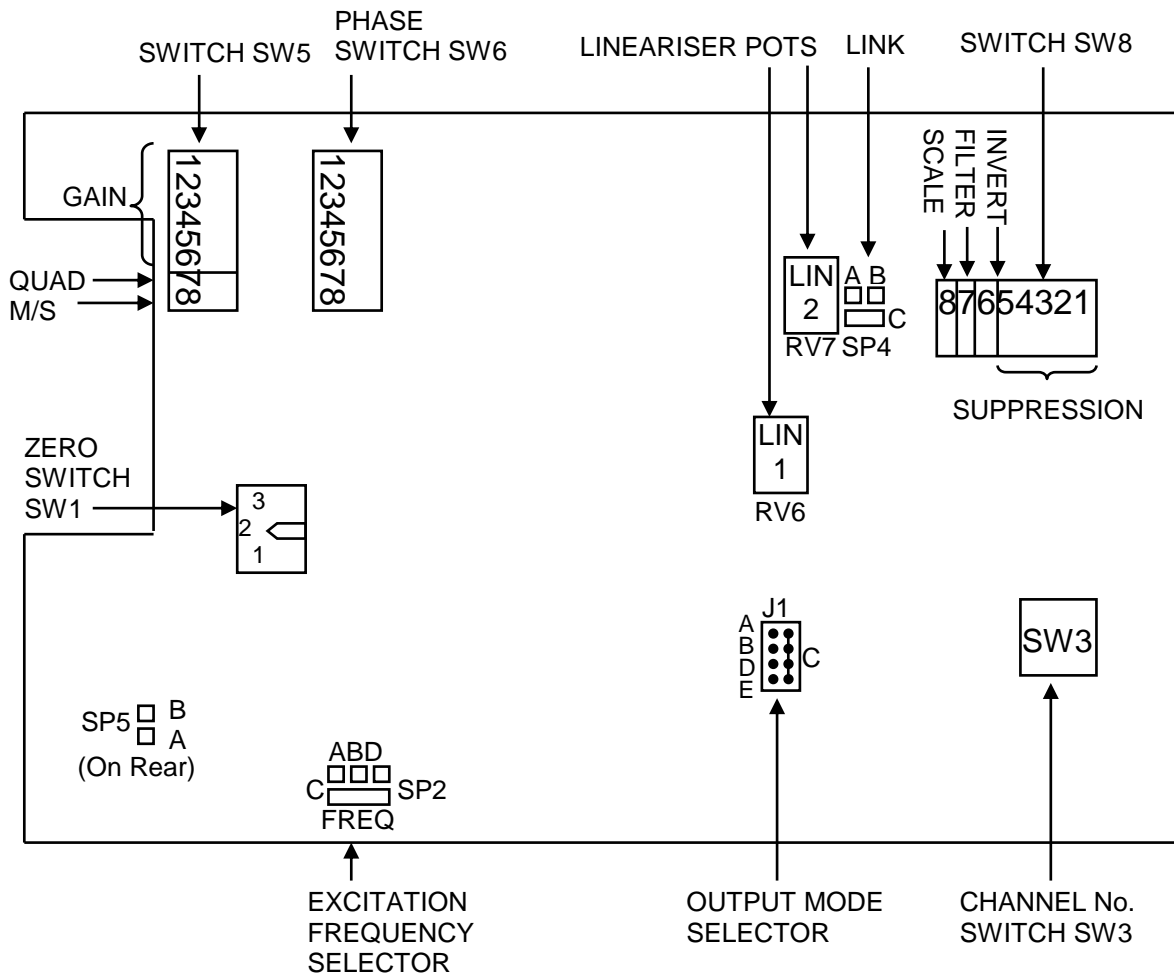 SWITCH SW5
PHASE
SWITCH SW6
LINEARISER POTS
LINK
SWITCH SW8
GAIN
12345678
12345678
QUAD
M/S
LIN
2
RV7
A B
C
SP4
SCALE
FILTER
INVERT
87654321
SUPPRESSION
LIN
1
RV6
ZERO
SWITCH
SW1
3
2
1
J1
A
B
D
E
C
SW3
SP5
B
A
(On Rear)
ABD
C
SP2
FREQ
EXCITATION
FREQUENCY
SELECTOR
OUTPUT MODE
SELECTOR
CHANNEL No.
SWITCH SW3